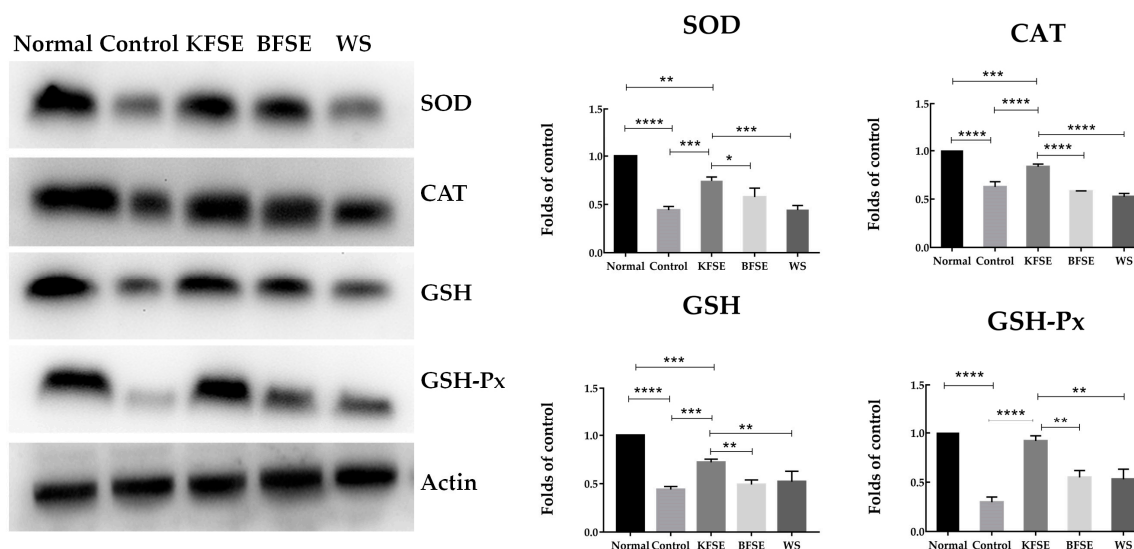 Normal Control KFSE BFSE WS
SOD
CAT
GSH
GSH-Px
Actin
SOD
Folds of control
1.5
1.0
0.5
0.0
**
****
***
***
*
Normal Control KFSE BFSE WS
CAT
Folds of control
1.5
1.0
0.5
0.0
***
****
****
****
****
Normal Control KFSE BFSE WS
GSH
Folds of control
1.5
1.0
0.5
0.0
***
****
***
**
**
Normal Control KFSE BFSE WS
GSH-Px
Folds of control
1.5
1.0
0.5
0.0
****
**
****
**
Normal Control KFSE BFSE WS